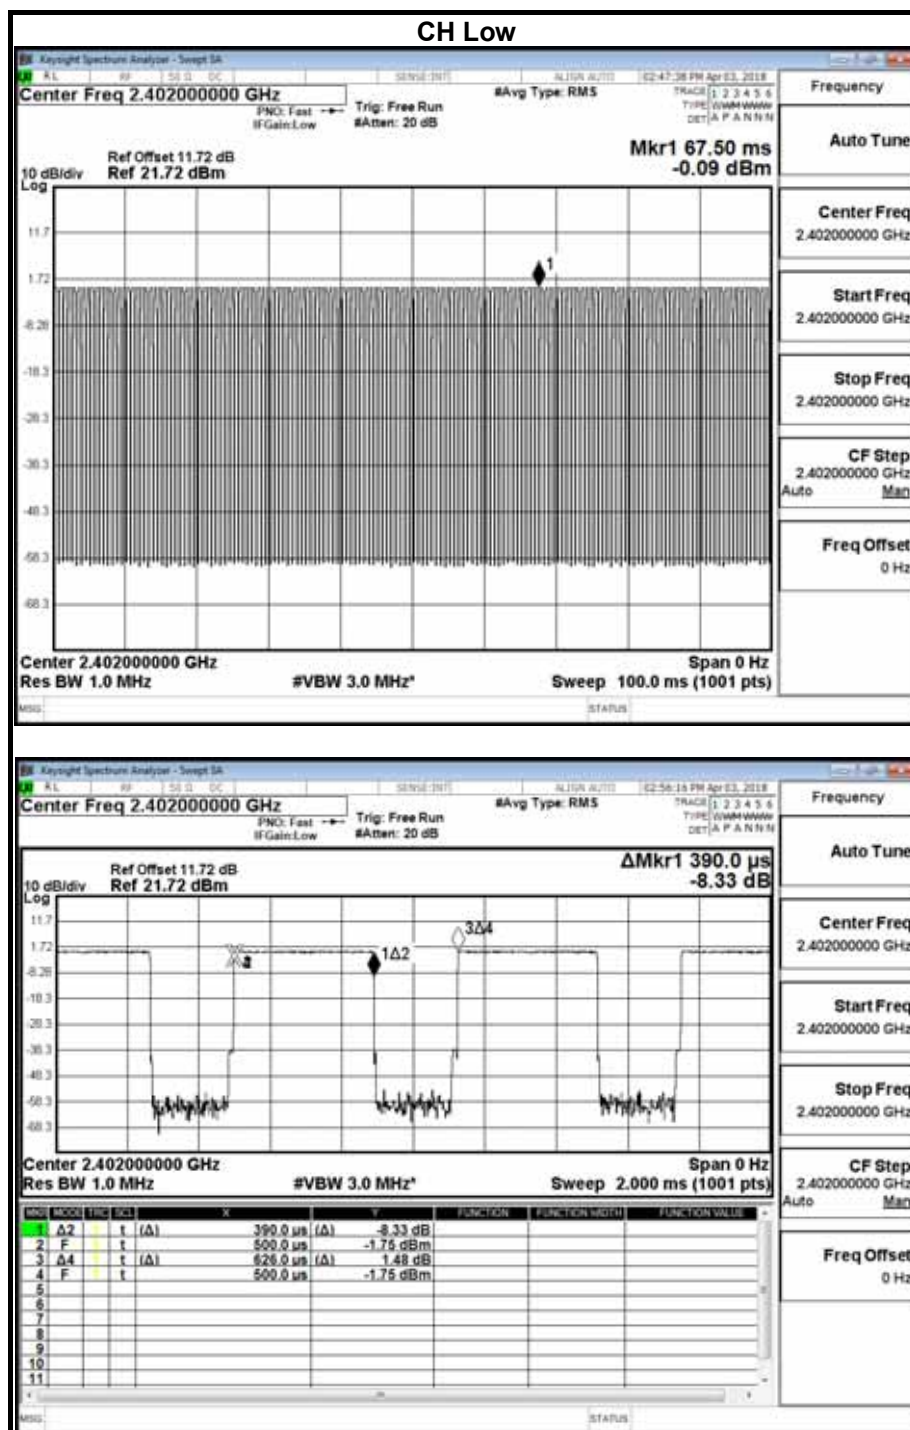 CH Low
Keysight Spectrum Analyzer - Swept SA
RL RF 50 Ω DC SENSE:INT ALIGN AUTO 02:47:38 PM Apr 03, 2018
Center Freq 2.402000000 GHz
PNO: Fast
IFGain:Low
Trig: Free Run
#Atten: 20 dB
#Avg Type: RMS
TRACE 1 2 3 4 5 6
TYPE
DET A P A N N N
Mkr1 67.50 ms
-0.09 dBm
Ref Offset 11.72 dB
10 dB/div Ref 21.72 dBm
Log
11.7
1.72
-8.28
-18.3
-28.3
-38.3
-48.3
-58.3
-68.3
1
Center 2.402000000 GHz Span 0 Hz
Res BW 1.0 MHz #VBW 3.0 MHz* Sweep 100.0 ms (1001 pts)
MSG STATUS
Frequency
Auto Tune
Center Freq
2.402000000 GHz
Start Freq
2.402000000 GHz
Stop Freq
2.402000000 GHz
CF Step
2.402000000 GHz
Auto Man
Freq Offset
0 Hz
Keysight Spectrum Analyzer - Swept SA
RL RF 50 Ω DC SENSE:INT ALIGN AUTO 02:56:16 PM Apr 03, 2018
Center Freq 2.402000000 GHz
PNO: Fast
IFGain:Low
Trig: Free Run
#Atten: 20 dB
#Avg Type: RMS
TRACE 1 2 3 4 5 6
TYPE
DET A P A N N N
ΔMkr1 390.0 µs
-8.33 dB
Ref Offset 11.72 dB
10 dB/div Ref 21.72 dBm
Log
11.7
1.72
-8.28
-18.3
-28.3
-38.3
-48.3
-58.3
-68.3
1Δ2
3Δ4
Center 2.402000000 GHz Span 0 Hz
Res BW 1.0 MHz #VBW 3.0 MHz* Sweep 2.000 ms (1001 pts)
MKR MODE TRC SCL X Y FUNCTION FUNCTION WIDTH FUNCTION VALUE
1 Δ2 1 t (Δ) 390.0 µs (Δ) -8.33 dB
2 F 1 t 500.0 µs -1.75 dBm
3 Δ4 1 t (Δ) 626.0 µs (Δ) 1.48 dB
4 F 1 t 500.0 µs -1.75 dBm
5
6
7
8
9
10
11
MSG STATUS
Frequency
Auto Tune
Center Freq
2.402000000 GHz
Start Freq
2.402000000 GHz
Stop Freq
2.402000000 GHz
CF Step
2.402000000 GHz
Auto Man
Freq Offset
0 Hz